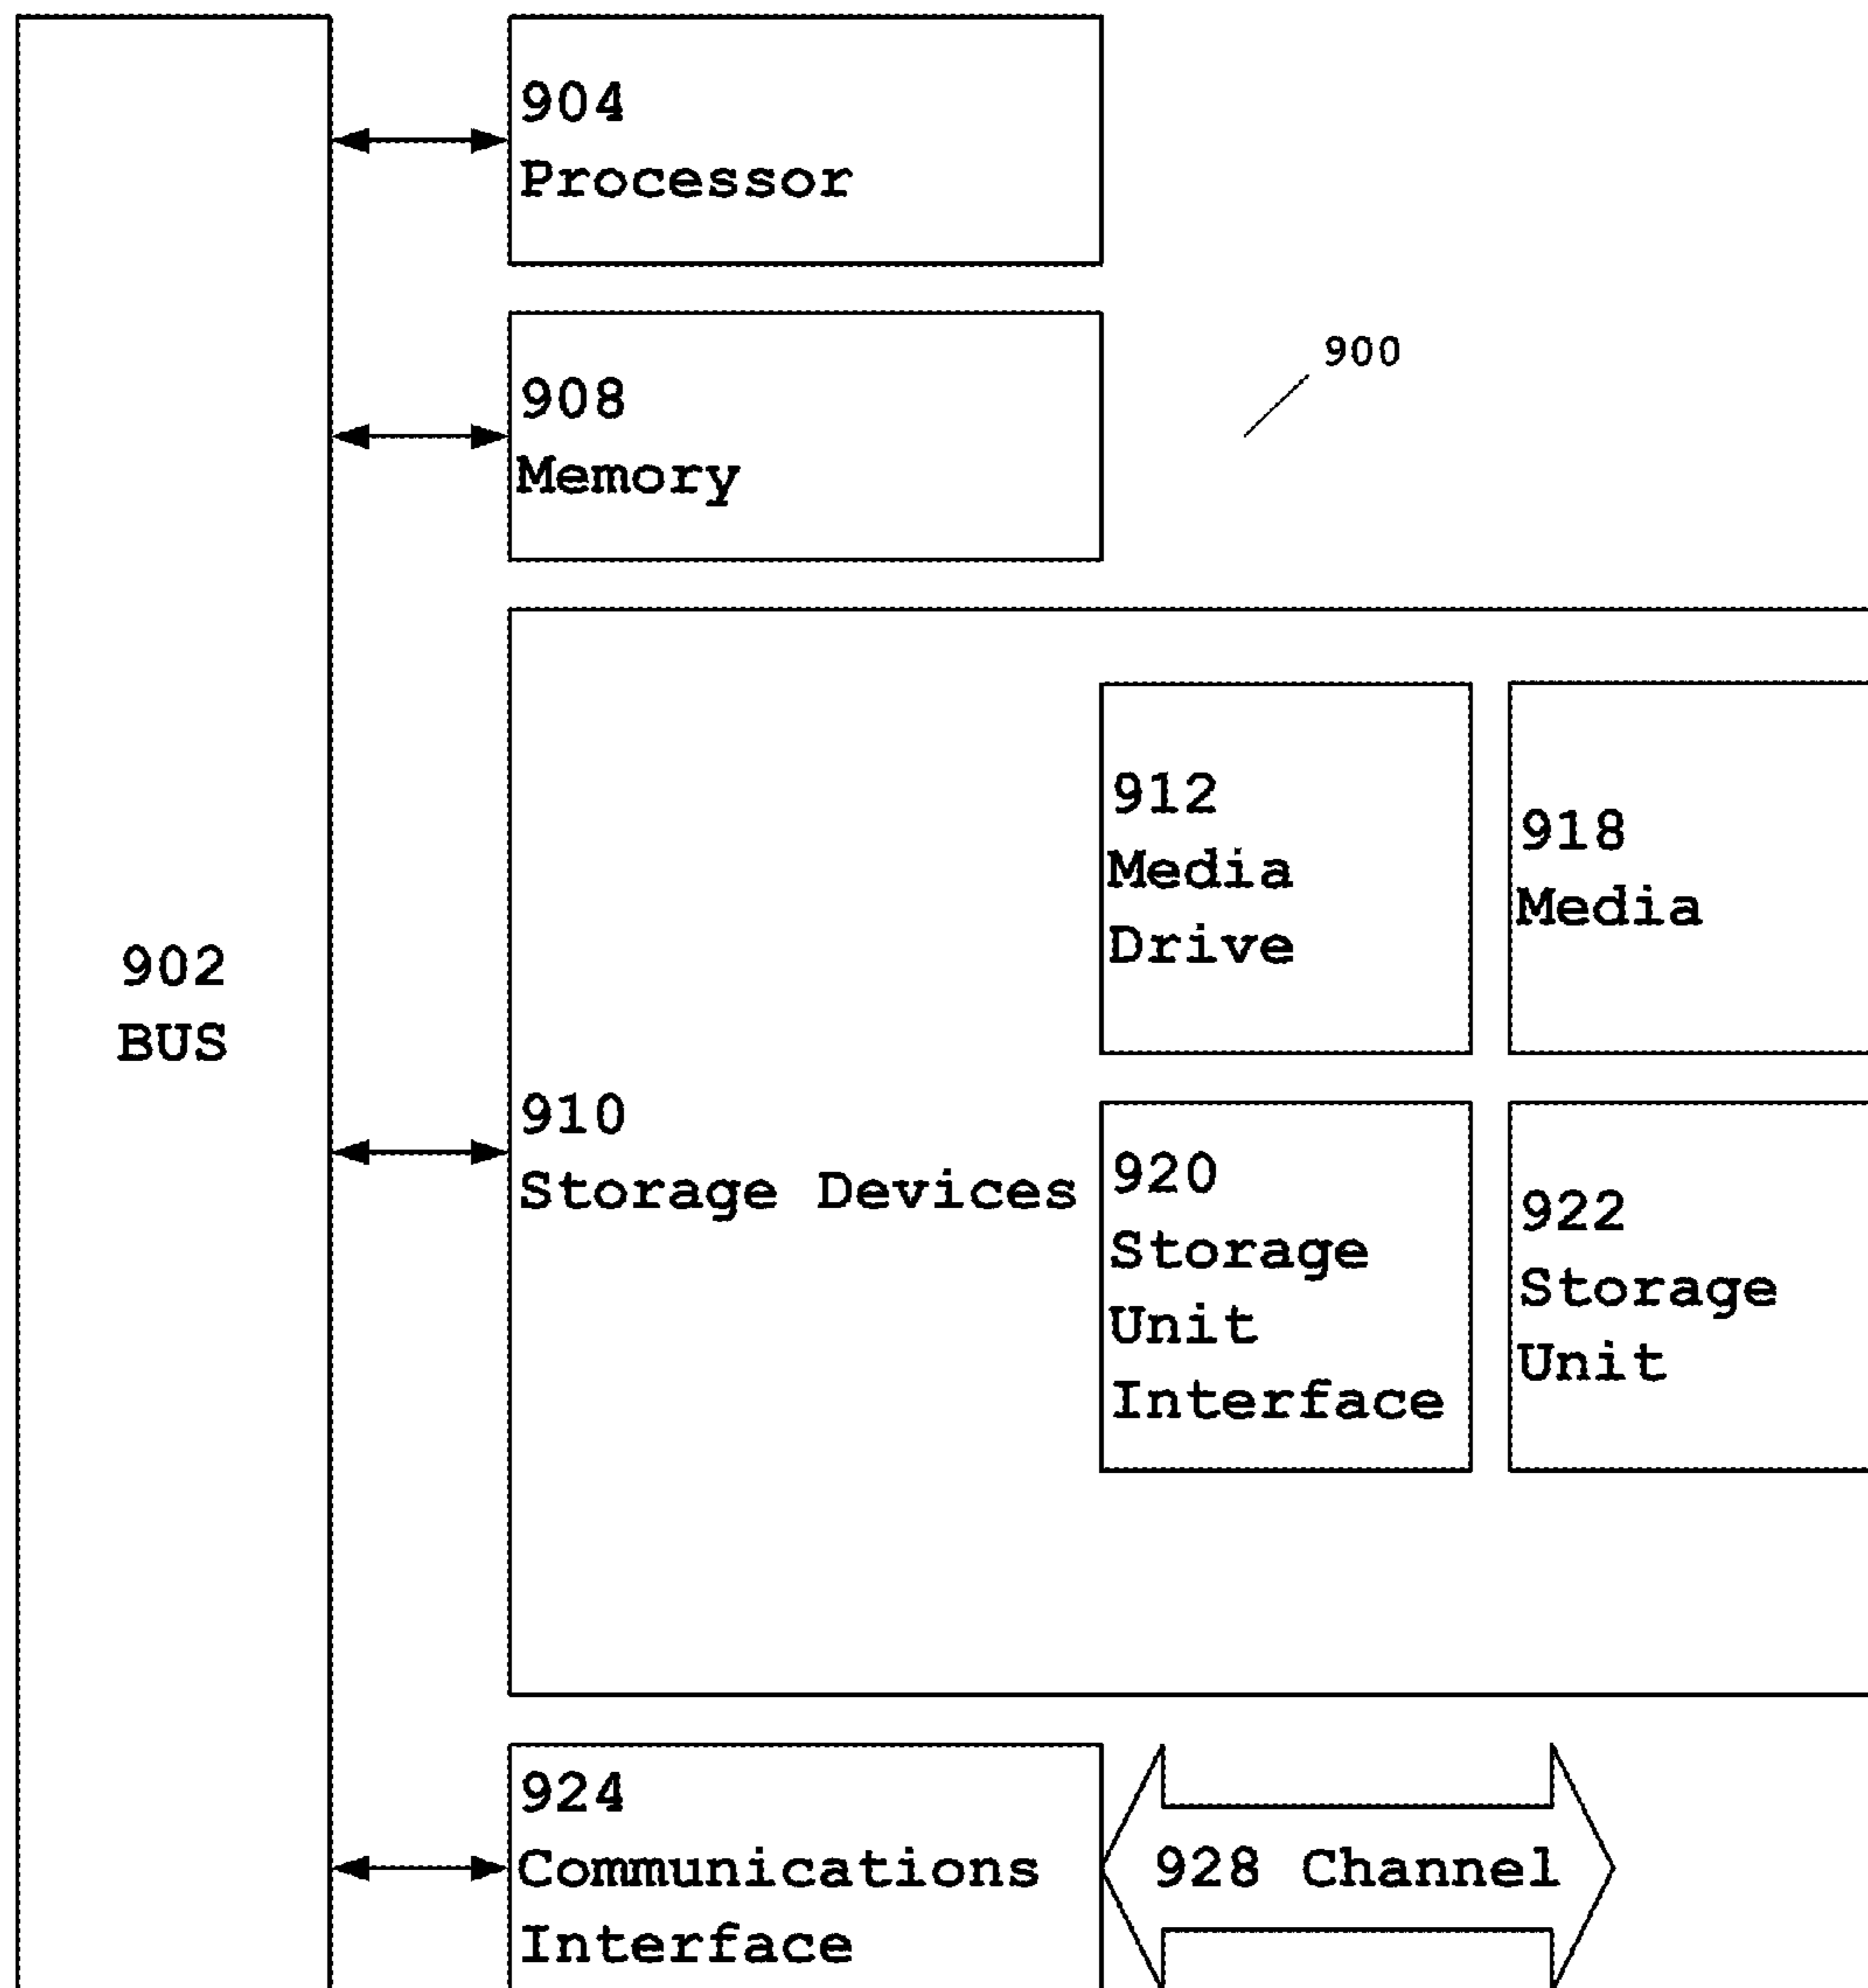 904
Processor
900
908
Memory
902
BUS
912
Media
Drive
918
Media
910
Storage Devices
920
Storage
Unit
Interface
922
Storage
Unit
924
Communications
Interface
928 Channel